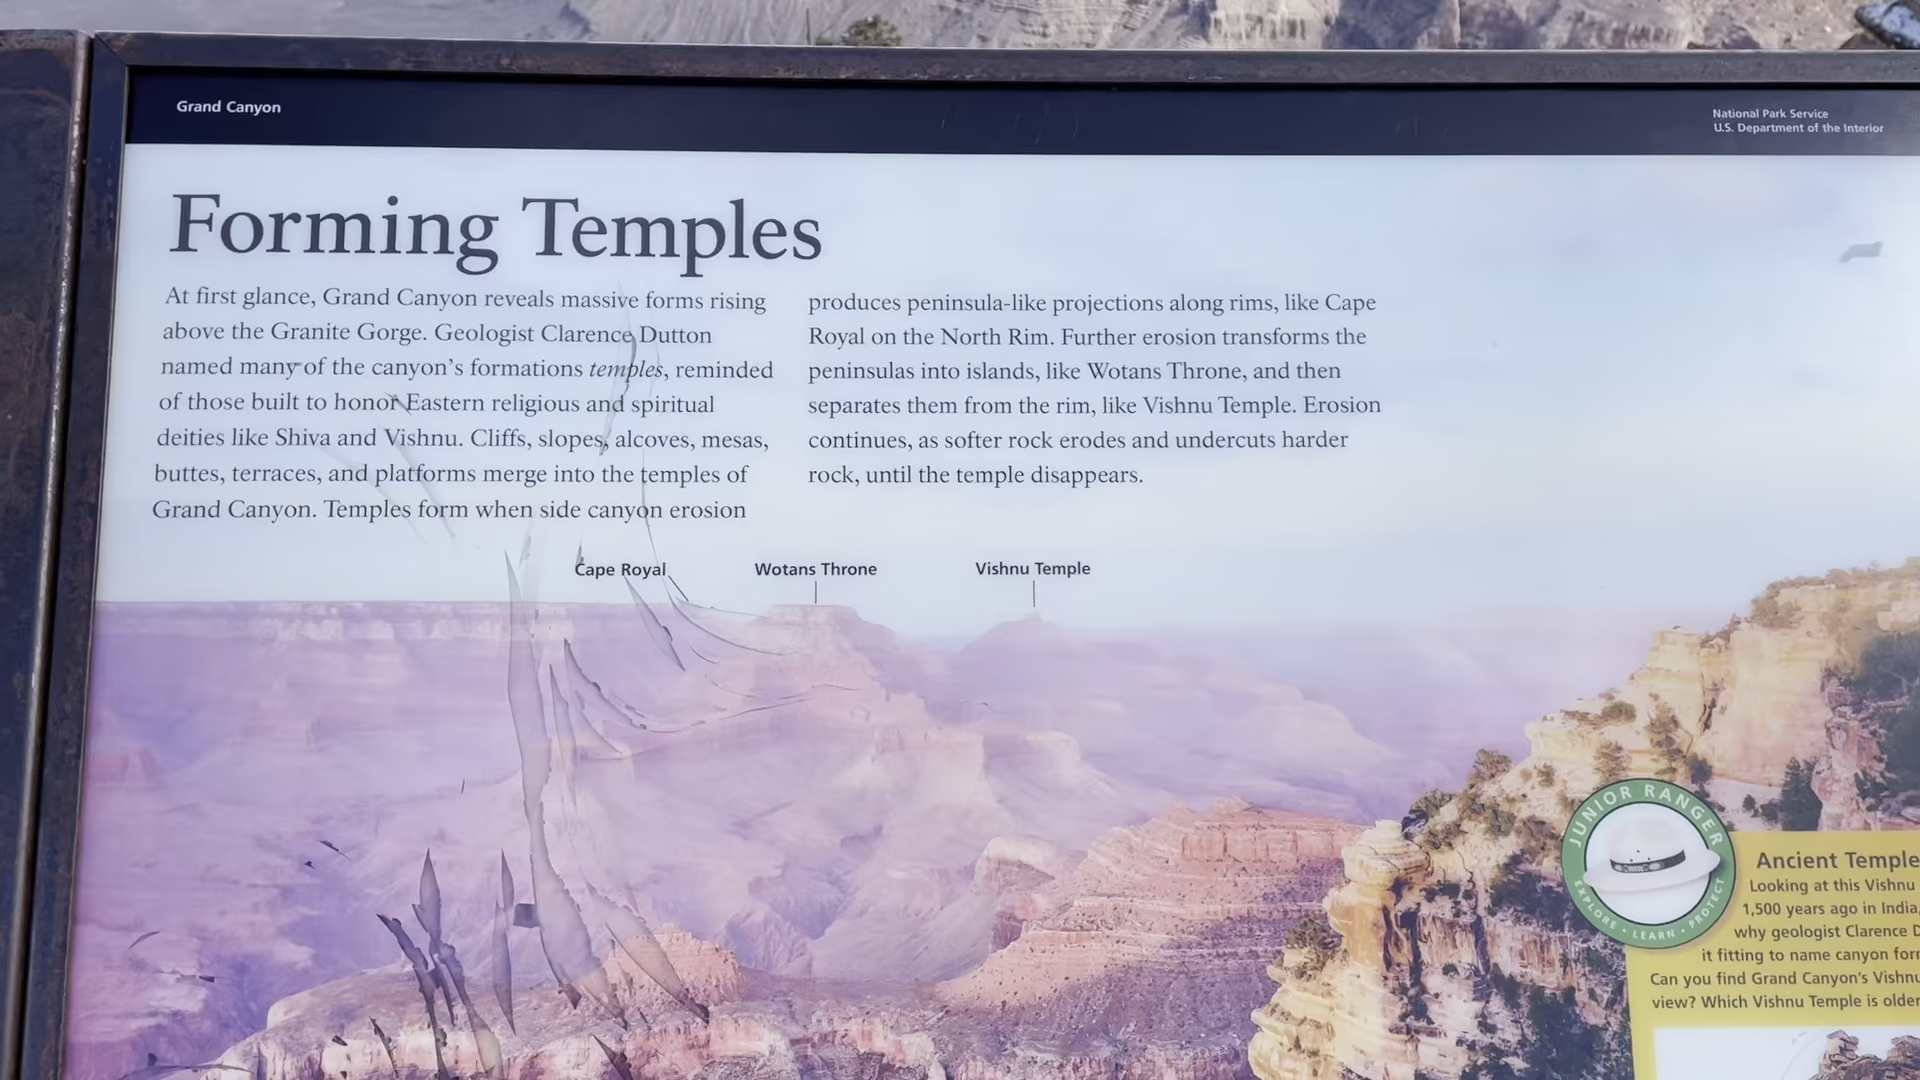 Grand Canyon
National Park Service
U.S. Department of the Interior
Forming Temples
At first glance, Grand Canyon reveals massive forms rising
above the Granite Gorge. Geologist Clarence Dutton
named many of the canyon's formations temples, reminded
of those built to honor Eastern religious and spiritual
deities like Shiva and Vishnu. Cliffs, slopes, alcoves, mesas,
buttes, terraces, and platforms merge into the temples of
Grand Canyon. Temples form when side canyon erosion
produces peninsula-like projections along rims, like Cape
Royal on the North Rim. Further erosion transforms the
peninsulas into islands, like Wotans Throne, and then
separates them from the rim, like Vishnu Temple. Erosion
continues, as softer rock erodes and undercuts harder
rock, until the temple disappears.
Cape Royal
Wotans Throne
Vishnu Temple
JUNIOR RANGER
EXPLORE • LEARN • PROTECT
Ancient Temple
Looking at this Vishnu
1,500 years ago in India,
why geologist Clarence
it fitting to name canyon
Can you find Grand Canyon's Vishnu
view? Which Vishnu Temple is older